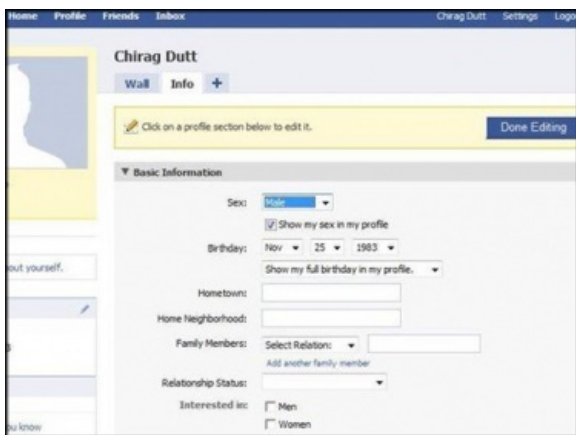 Home Profile Friends Inbox Chirag Dutt Settings Logo
Chirag Dutt
Wall Info +
Click on a profile section below to edit it. Done Editing
Basic Information
Sex: Male
Show my sex in my profile
Birthday: Nov 25 1983
out yourself. Show my full birthday in my profile.
Hometown:
Home Neighborhood:
Family Members: Select Relation:
Add another family member
Relationship Status:
Interested in: Men
ou know Women